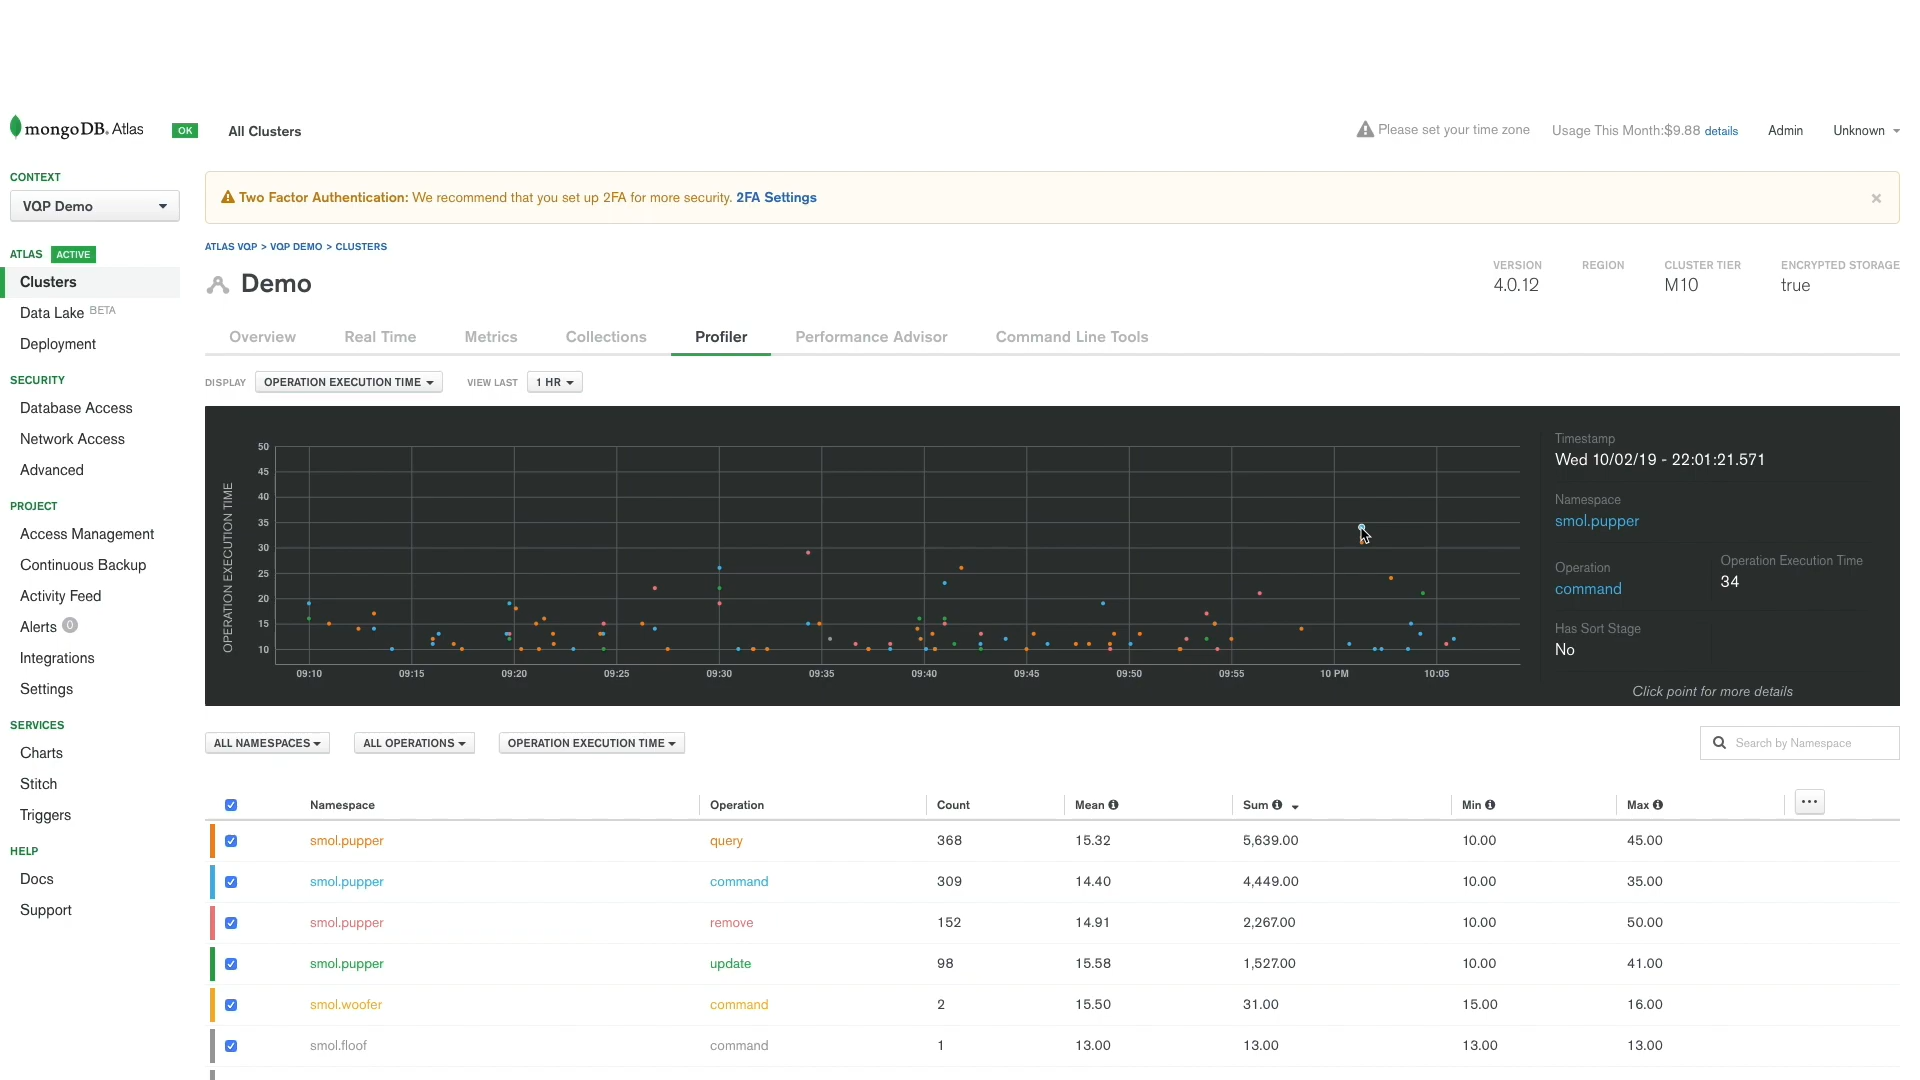 mongoDB. Atlas OK All Clusters Please set your time zone Usage This Month:$9.88 details Admin Unknown
CONTEXT
VQP Demo
ATLAS ACTIVE
Clusters
Data Lake BETA
Deployment
SECURITY
Database Access
Network Access
Advanced
PROJECT
Access Management
Continuous Backup
Activity Feed
Alerts 0
Integrations
Settings
SERVICES
Charts
Stitch
Triggers
HELP
Docs
Support
Two Factor Authentication: We recommend that you set up 2FA for more security. 2FA Settings ×
ATLAS VQP > VQP DEMO > CLUSTERS
Demo
VERSION REGION CLUSTER TIER ENCRYPTED STORAGE
4.0.12 M10 true
Overview Real Time Metrics Collections Profiler Performance Advisor Command Line Tools
DISPLAY OPERATION EXECUTION TIME VIEW LAST 1 HR
OPERATION EXECUTION TIME
50
45
40
35
30
25
20
15
10
09:10 09:15 09:20 09:25 09:30 09:35 09:40 09:45 09:50 09:55 10 PM 10:05
Timestamp
Wed 10/02/19 - 22:01:21.571
Namespace
smol.pupper
Operation
command
Operation Execution Time
34
Has Sort Stage
No
Click point for more details
ALL NAMESPACES ALL OPERATIONS OPERATION EXECUTION TIME Search by Namespace
Namespace Operation Count Mean Sum Min Max ...
smol.pupper query 368 15.32 5,639.00 10.00 45.00
smol.pupper command 309 14.40 4,449.00 10.00 35.00
smol.pupper remove 152 14.91 2,267.00 10.00 50.00
smol.pupper update 98 15.58 1,527.00 10.00 41.00
smol.woofer command 2 15.50 31.00 15.00 16.00
smol.floof command 1 13.00 13.00 13.00 13.00